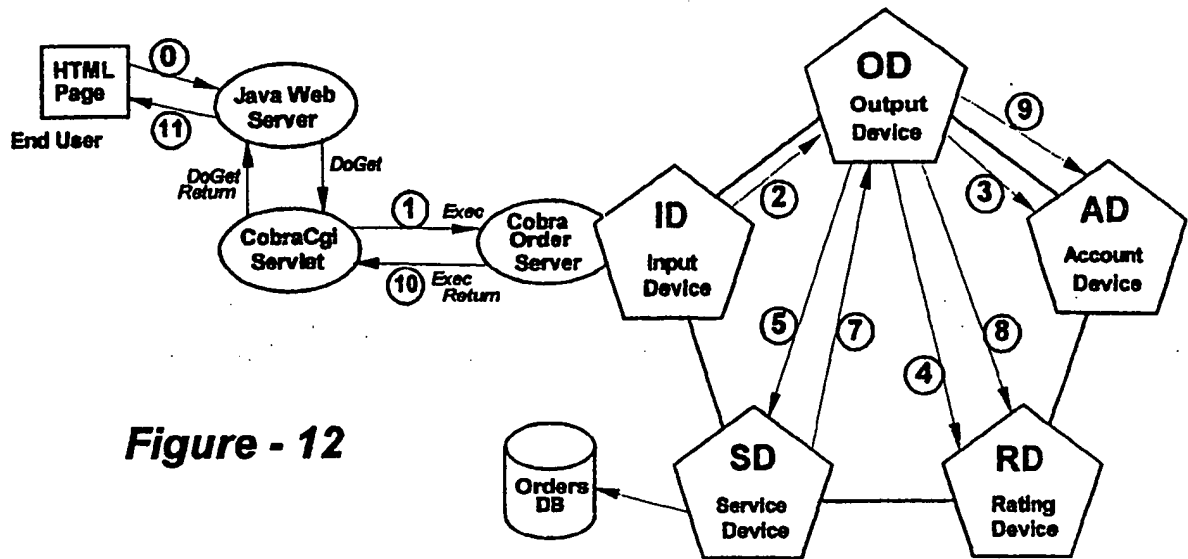 HTML
Page
End User
0
11
Java Web
Server
DoGet
Return
DoGet
CobraCgi
Servlet
1
Exec
10
Exec
Return
Cobra
Order
Server
ID
Input
Device
2
OD
Output
Device
9
3
AD
Account
Device
5
7
4
8
SD
Service
Device
RD
Rating
Device
Orders
DB
Figure - 12